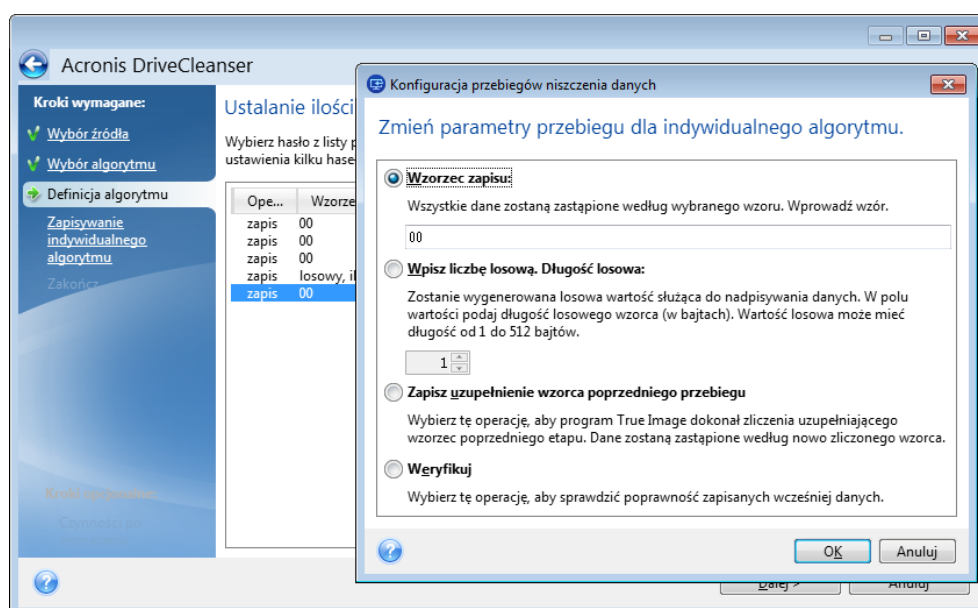 Acronis DriveCleanser
Kroki wymagane:
Wybór źródła
Wybór algorytmu
Definicja algorytmu
Zapisywanie
indywidualnego
algorytmu
Zakończ
Czynności po
Ustalanie ilości
Wybierz hasło z listy
ustawienia kilku
Ope... Wzorze
zapis 00
zapis 00
zapis 00
zapis losowy,
zapis 00
Konfiguracja przebiegów niszczenia danych
Zmień parametry przebiegu dla indywidualnego algorytmu.
Wzorzec zapisu:
Wszystkie dane zostaną zastąpione według wybranego wzoru. Wprowadź wzór.
00
Wpisz liczbę losową. Długość losowa:
Zostanie wygenerowana losowa wartość służąca do nadpisywania danych. W polu
wartości podaj długość losowego wzorca (w bajtach). Wartość losowa może mieć
długość od 1 do 512 bajtów.
1
Zapisz uzupełnienie wzorca poprzedniego przebiegu
Wybierz tę operację, aby program True Image dokonał zliczenia uzupełniającego
wzorzec poprzedniego etapu. Dane zostaną zastąpione według nowo zliczonego wzorca.
Weryfikuj
Wybierz tę operację, aby sprawdzić poprawność zapisanych wcześniej danych.
OK Anuluj
Dalej > Anuluj